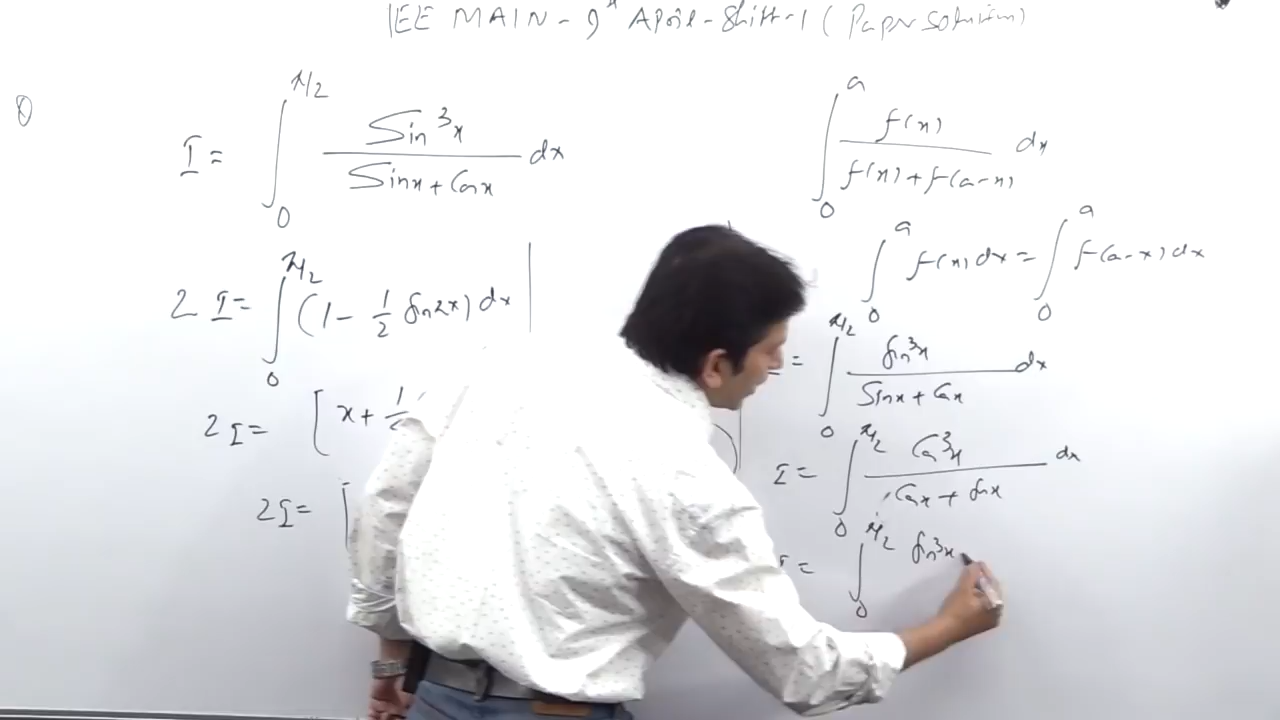 JEE MAIN - 9th April - Shift-1 (Paper solution)
Q
I = ∫₀^{π/2} Sin³x / (Sinx + Cosx) dx
2 I = ∫₀^{π/2} (1 - 1/2 Sin2x) dx
2I = [x + 1/
2I =
∫₀^a f(x) / (f(x) + f(a-x)) dx
∫₀^a f(x) dx = ∫₀^a f(a-x) dx
= ∫₀^{π/2} Sin³x / (Sinx + Cosx) dx
I = ∫₀^{π/2} Cos³x / (Cosx + Sinx) dx
I = ∫₀^{π/2} Sin³x